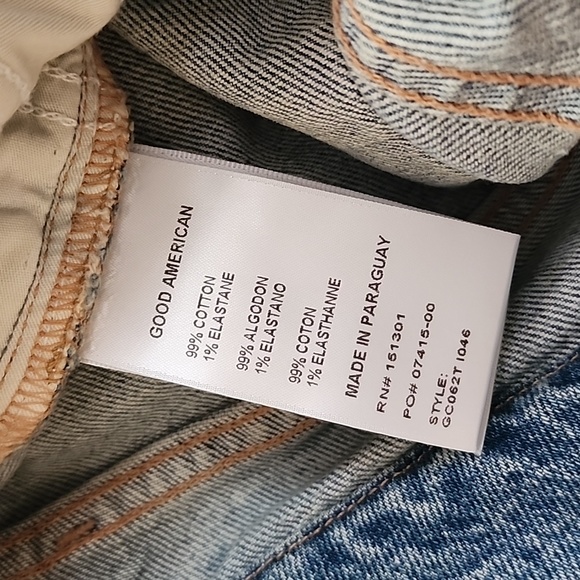 GOOD AMERICAN
99% COTTON
1% ELASTANE
99% ALGODON
1% ELASTANO
99% COTON
1% ELASTHANNE
MADE IN PARAGUAY
RN# 151301
PO# 07415-00
STYLE:
GC062T I046